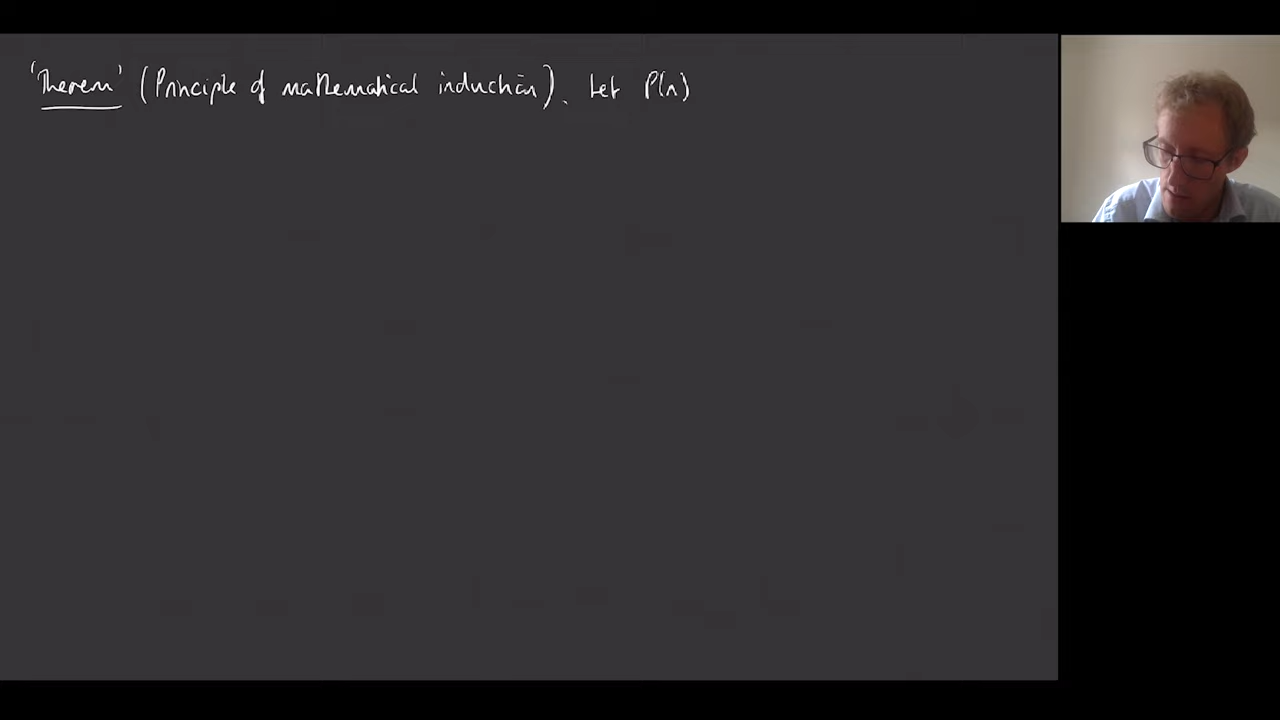 'Theorem' (Principle of mathematical induction). Let P(n)